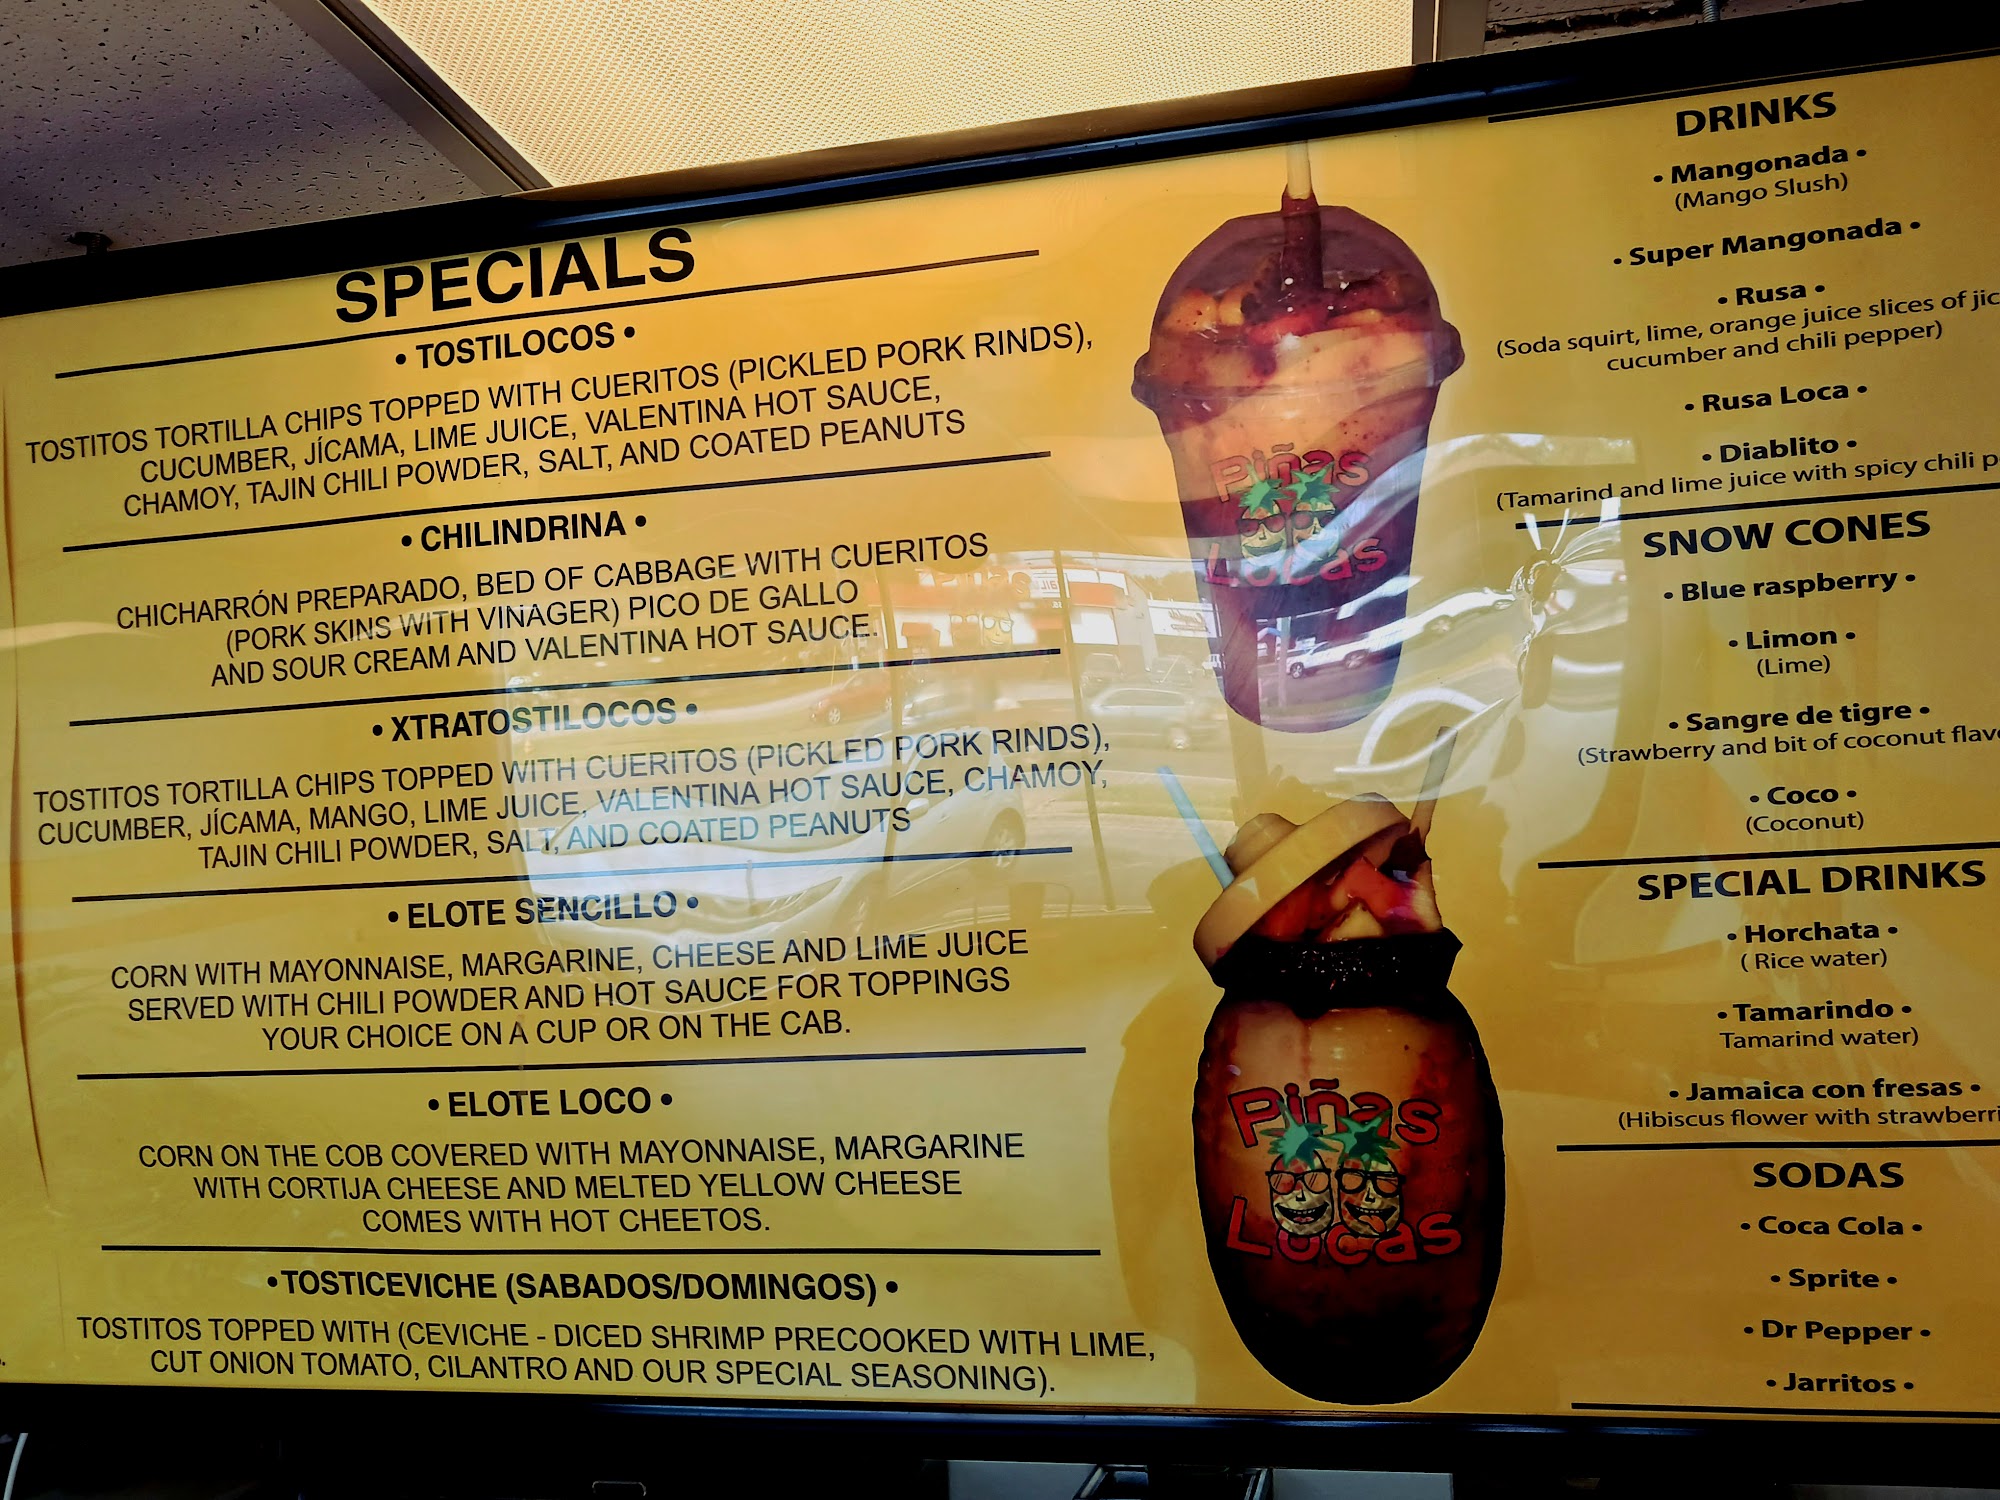 SPECIALS
• TOSTILOCOS •
TOSTITOS TORTILLA CHIPS TOPPED WITH CUERITOS (PICKLED PORK RINDS),
CUCUMBER, JÍCAMA, LIME JUICE, VALENTINA HOT SAUCE,
CHAMOY, TAJIN CHILI POWDER, SALT, AND COATED PEANUTS
• CHILINDRINA •
CHICHARRÓN PREPARADO, BED OF CABBAGE WITH CUERITOS
(PORK SKINS WITH VINAGER) PICO DE GALLO
AND SOUR CREAM AND VALENTINA HOT SAUCE.
• XTRATOSTILOCOS •
TOSTITOS TORTILLA CHIPS TOPPED WITH CUERITOS (PICKLED PORK RINDS),
CUCUMBER, JÍCAMA, MANGO, LIME JUICE, VALENTINA HOT SAUCE, CHAMOY,
TAJIN CHILI POWDER, SALT, AND COATED PEANUTS
• ELOTE SENCILLO •
CORN WITH MAYONNAISE, MARGARINE, CHEESE AND LIME JUICE
SERVED WITH CHILI POWDER AND HOT SAUCE FOR TOPPINGS
YOUR CHOICE ON A CUP OR ON THE CAB.
• ELOTE LOCO •
CORN ON THE COB COVERED WITH MAYONNAISE, MARGARINE
WITH CORTIJA CHEESE AND MELTED YELLOW CHEESE
COMES WITH HOT CHEETOS.
• TOSTICEVICHE (SABADOS/DOMINGOS) •
TOSTITOS TOPPED WITH (CEVICHE - DICED SHRIMP PRECOOKED WITH LIME,
CUT ONION TOMATO, CILANTRO AND OUR SPECIAL SEASONING).
Piñas
Locas
Piñas
Locas
DRINKS
• Mangonada •
(Mango Slush)
• Super Mangonada •
• Rusa •
(Soda squirt, lime, orange juice slices of jic
cucumber and chili pepper)
• Rusa Loca •
• Diablito •
(Tamarind and lime juice with spicy chili p
SNOW CONES
• Blue raspberry •
• Limon •
(Lime)
• Sangre de tigre •
(Strawberry and bit of coconut flav
• Coco •
(Coconut)
SPECIAL DRINKS
• Horchata •
( Rice water)
• Tamarindo •
Tamarind water)
• Jamaica con fresas •
(Hibiscus flower with strawberri
SODAS
• Coca Cola •
• Sprite •
• Dr Pepper •
• Jarritos •